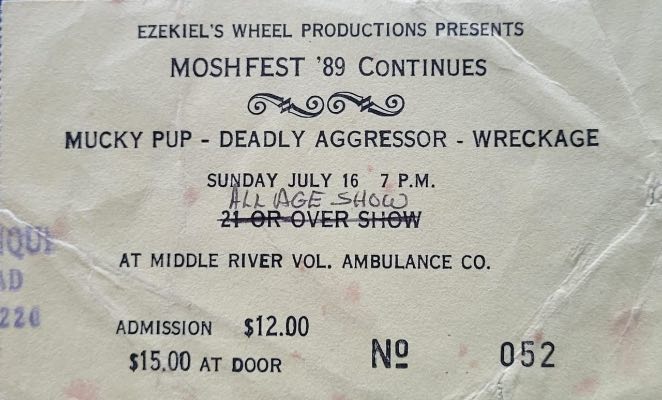 EZEKIEL'S WHEEL PRODUCTIONS PRESENTS
MOSHFEST '89 CONTINUES
MUCKY PUP - DEADLY AGGRESSOR - WRECKAGE
SUNDAY JULY 16 7 P.M.
ALL AGE SHOW
21 OR OVER SHOW
AT MIDDLE RIVER VOL. AMBULANCE CO.
ADMISSION $12.00
$15.00 AT DOOR
Nº 052